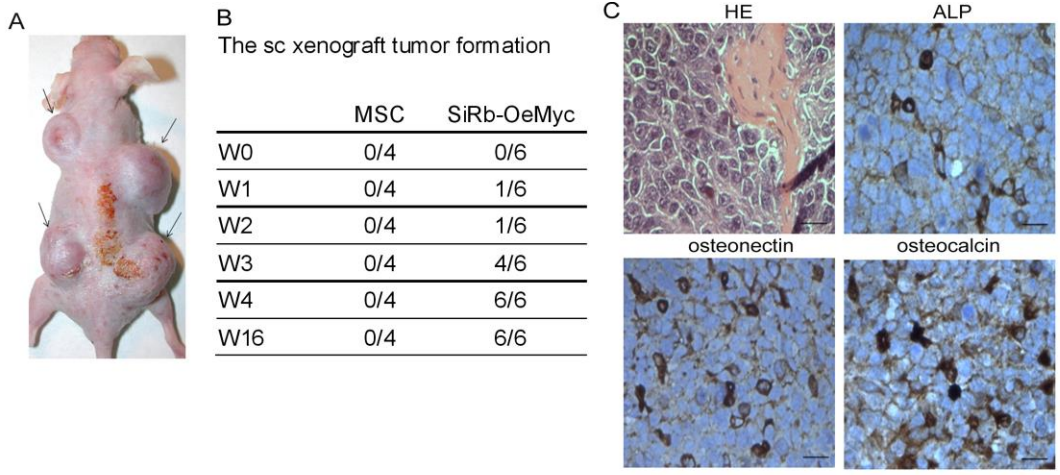 A
B
The sc xenograft tumor formation
MSC SiRb-OeMyc
W0 0/4 0/6
W1 0/4 1/6
W2 0/4 1/6
W3 0/4 4/6
W4 0/4 6/6
W16 0/4 6/6
C
HE ALP
osteonectin osteocalcin